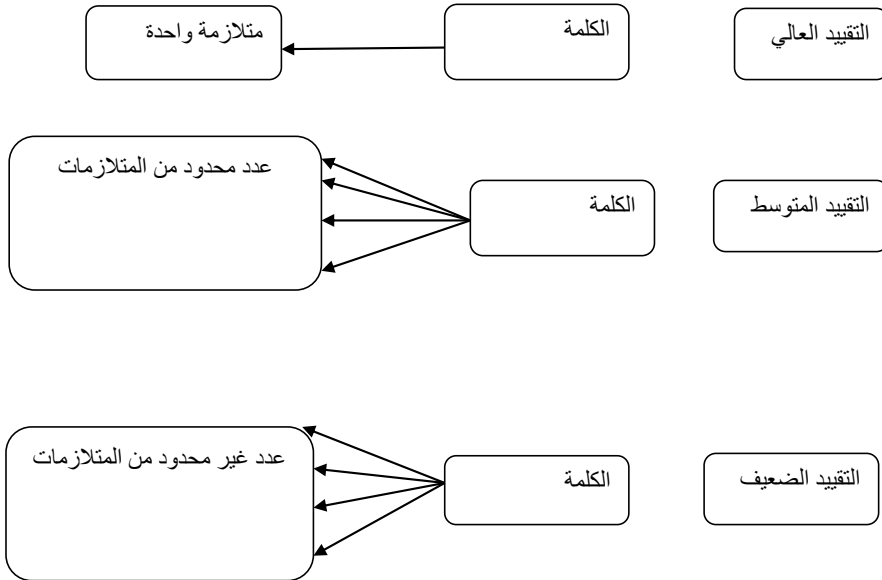 التقييد العالي
الكلمة
متلازمة واحدة
التقييد المتوسط
الكلمة
عدد محدود من المتلازمات
التقييد الضعيف
الكلمة
عدد غير محدود من المتلازمات